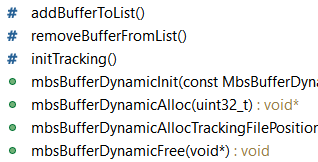 # addBufferToList()
# removeBufferFromList()
# initTracking()
mbsBufferDynamicInit(const MbsBufferDyna
mbsBufferDynamicAlloc(uint32_t) : void*
mbsBufferDynamicAllocTrackingFilePosition
mbsBufferDynamicFree(void*) : void